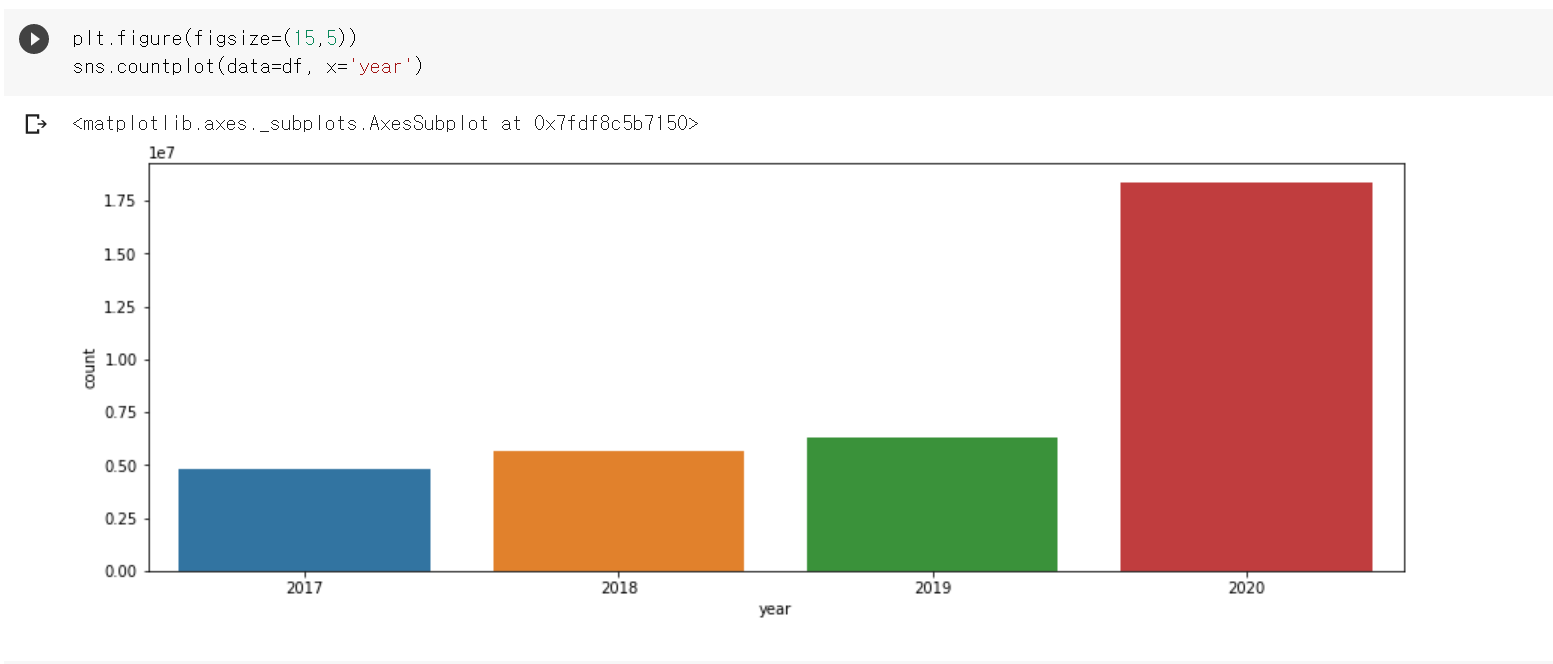 plt.figure(figsize=(15,5))
sns.countplot(data=df, x='year')
<matplotlib.axes._subplots.AxesSubplot at 0x7fdf8c5b7150>
1e7
1.75
1.50
1.25
1.00
0.75
0.50
0.25
0.00
count
2017 2018 2019 2020
year